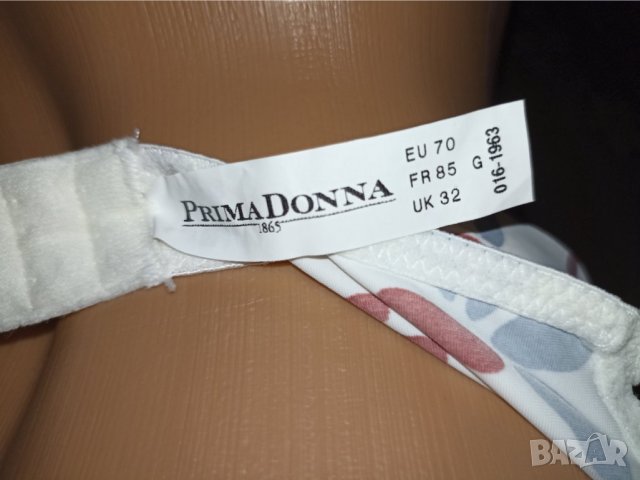 PRIMADONNA
1865
EU 70
FR 85 G
UK 32
016-1963
BAZAR